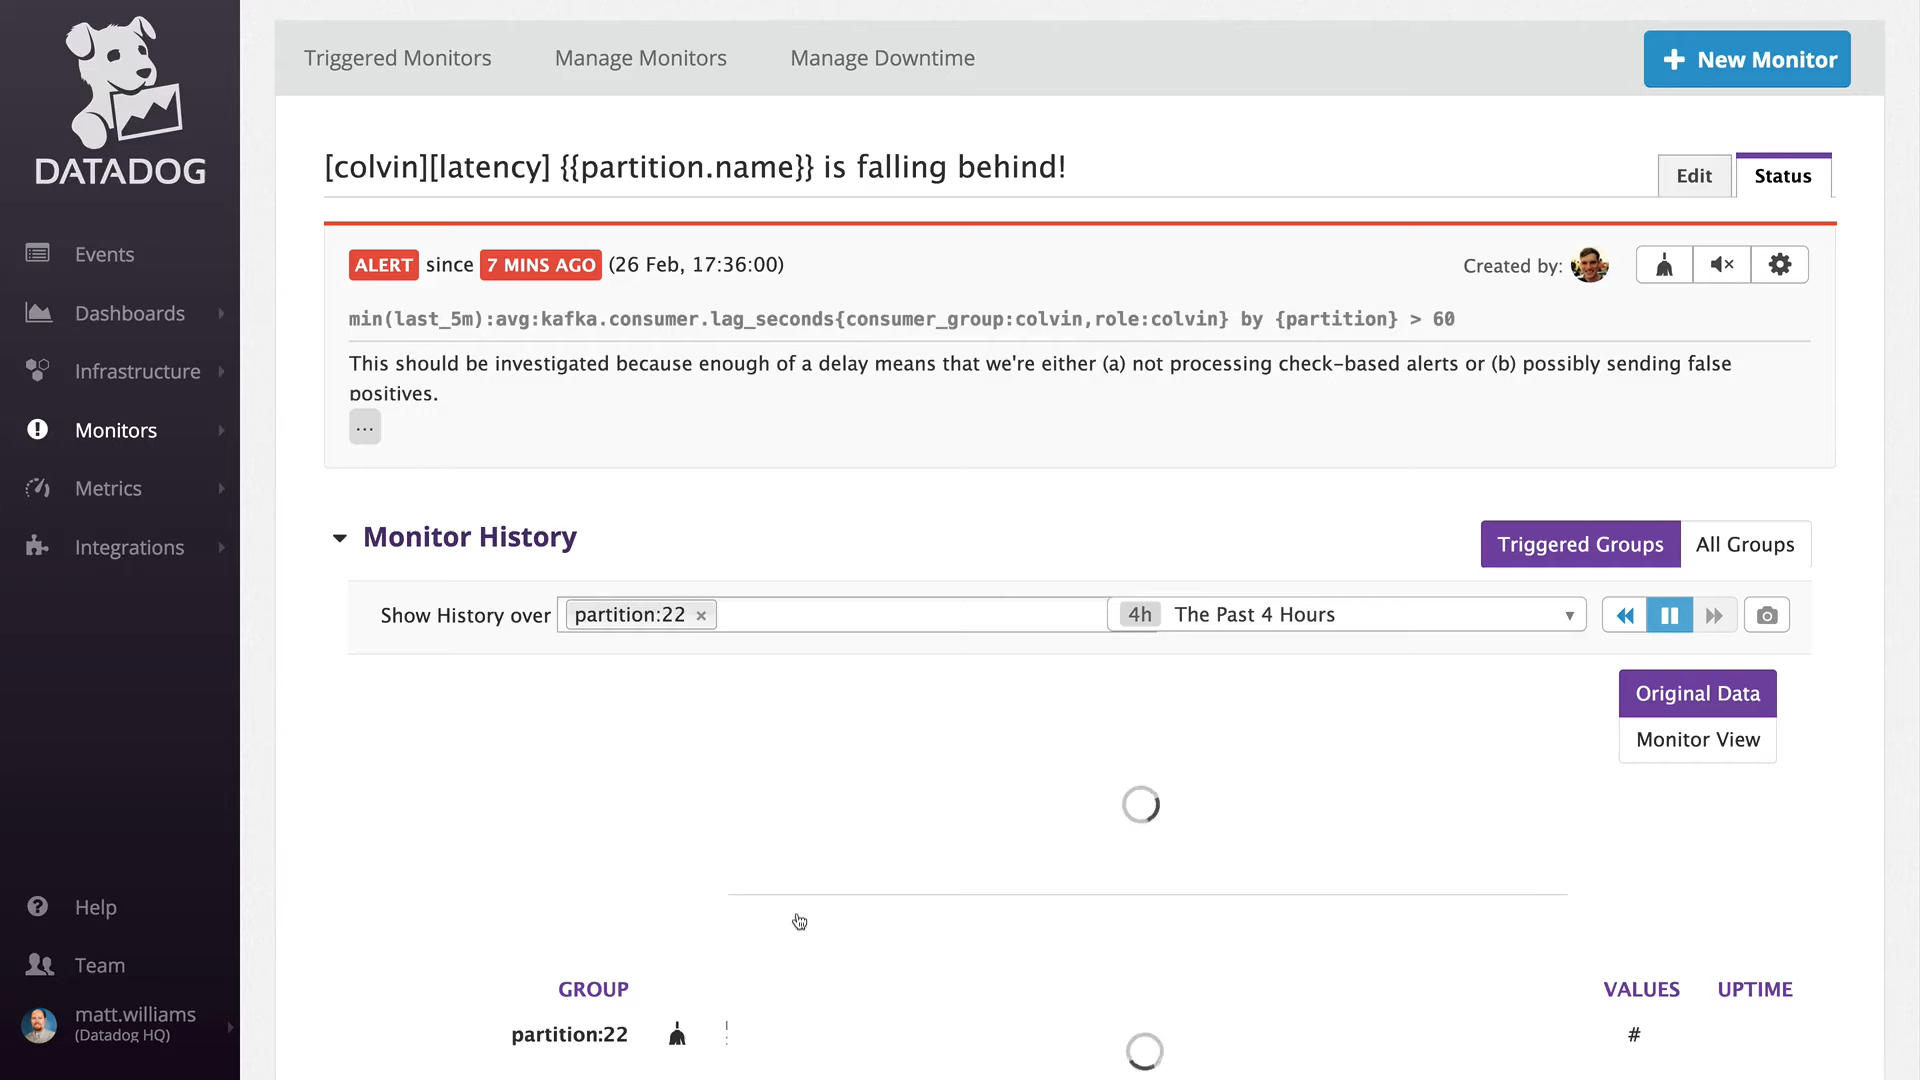 DATADOG
Events
Dashboards
Infrastructure
Monitors
Metrics
Integrations
Help
Team
matt.williams
(Datadog HQ)
Triggered Monitors Manage Monitors Manage Downtime
New Monitor
[colvin][latency] {{partition.name}} is falling behind!
Edit Status
ALERT since 7 MINS AGO (26 Feb, 17:36:00)
Created by:
min(last_5m):avg:kafka.consumer.lag_seconds{consumer_group:colvin,role:colvin} by {partition} > 60
This should be investigated because enough of a delay means that we're either (a) not processing check-based alerts or (b) possibly sending false
positives.
...
Monitor History
Triggered Groups All Groups
Show History over partition:22 × 4h The Past 4 Hours
Original Data
Monitor View
GROUP VALUES UPTIME
partition:22 #